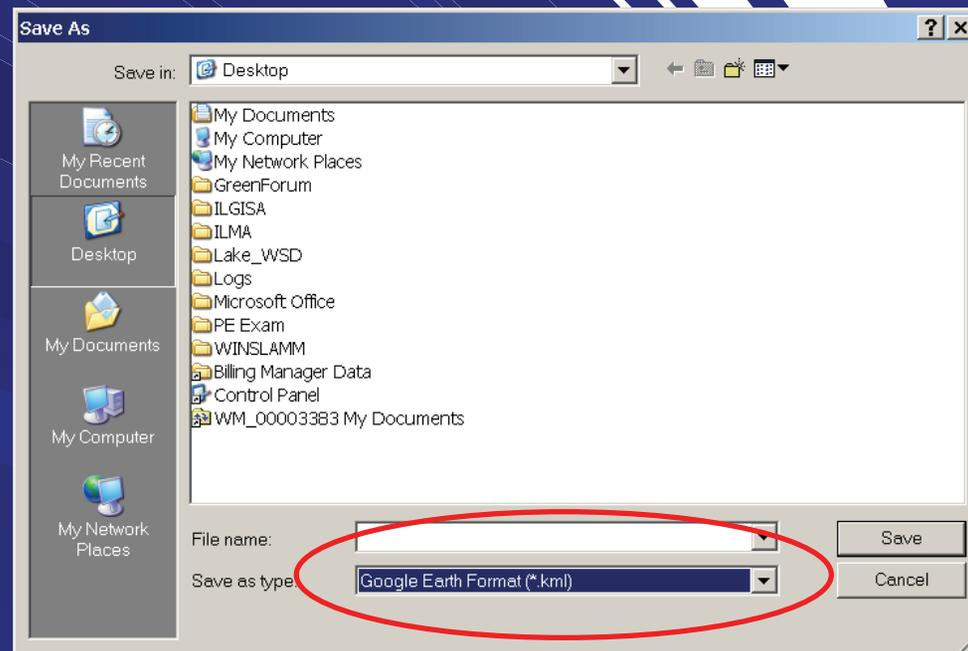 Save As
Save in: Desktop
My Recent
Documents
Desktop
My Documents
My Computer
My Network
Places
My Documents
My Computer
My Network Places
GreenForum
ILGISA
ILMA
Lake_WSD
Logs
Microsoft Office
PE Exam
WINSLAMM
Billing Manager Data
Control Panel
WM_00003383 My Documents
File name:
Save
Save as type: Google Earth Format (*.kml)
Cancel